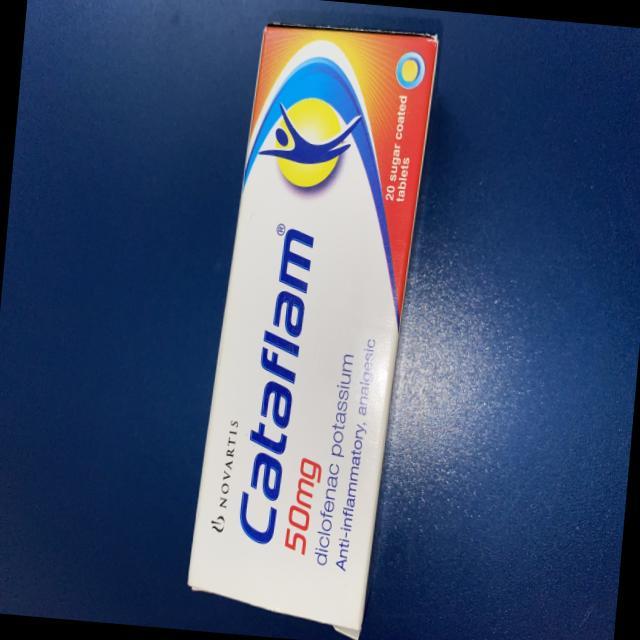 NOVARTIS
Cataflam®
50mg
diclofenac potassium
Anti-inflammatory, analgesic
20 sugar coated
tablets